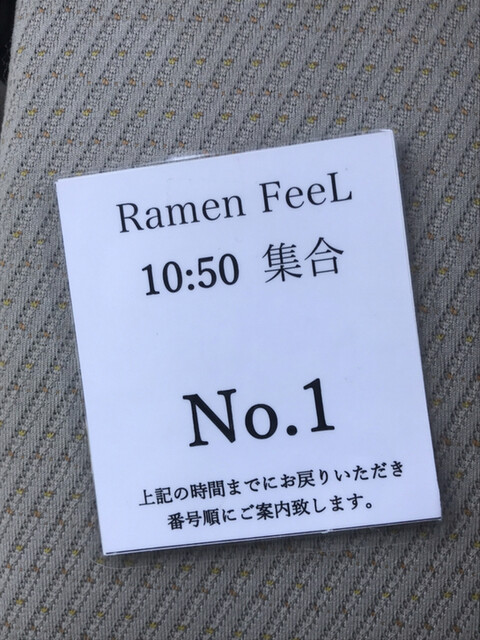 Ramen FeeL
10:50 集合
No.1
上記の時間までにお戻りいただき
番号順にご案内致します。